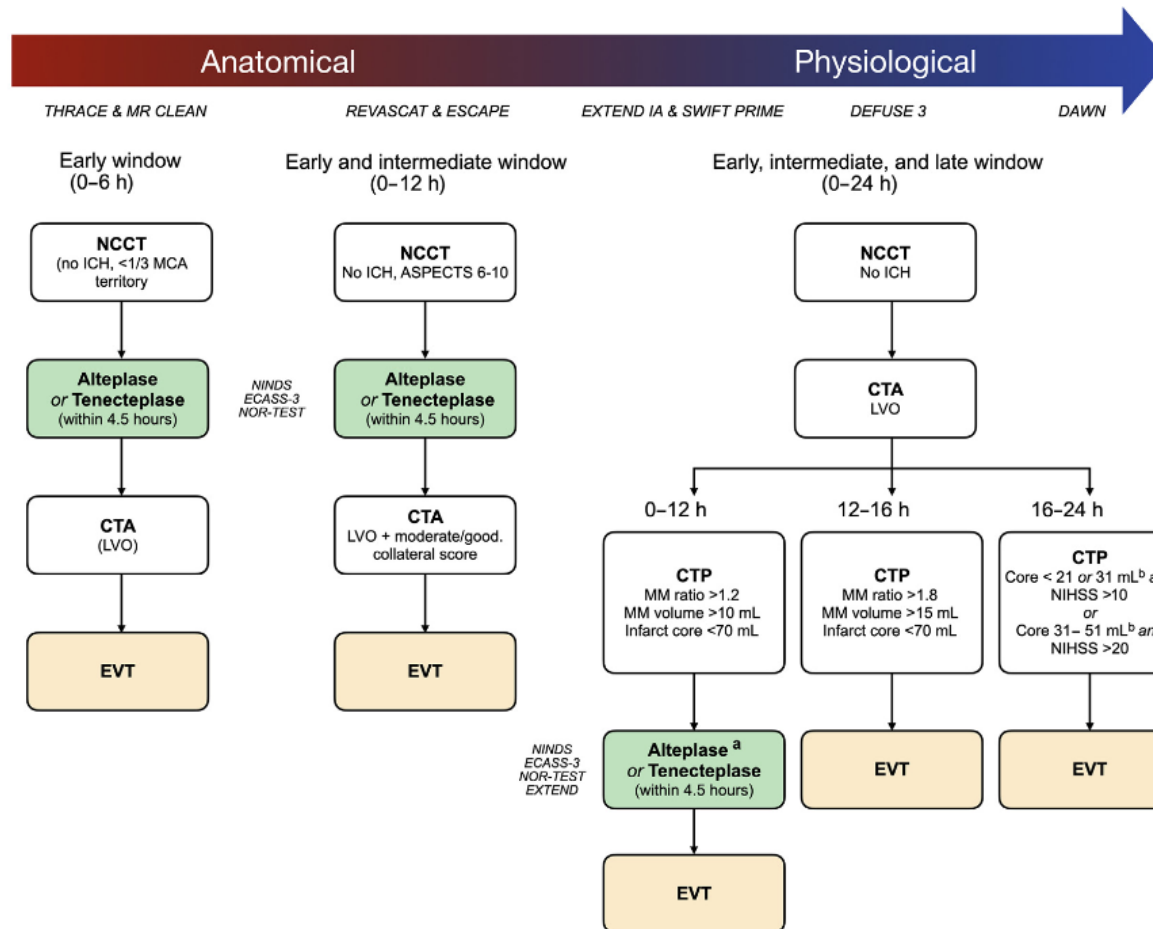 Anatomical
Physiological
THRACE & MR CLEAN
REVASCAT & ESCAPE
EXTEND IA & SWIFT PRIME
DEFUSE 3
DAWN
Early window
(0–6 h)
Early and intermediate window
(0–12 h)
Early, intermediate, and late window
(0–24 h)
NCCT
(no ICH, <1/3 MCA
territory
NCCT
No ICH, ASPECTS 6-10
NCCT
No ICH
Alteplase
or Tenecteplase
(within 4.5 hours)
NINDS
ECASS-3
NOR-TEST
Alteplase
or Tenecteplase
(within 4.5 hours)
CTA
LVO
CTA
(LVO)
CTA
LVO + moderate/good.
collateral score
0–12 h
12–16 h
16–24 h
CTP
MM ratio >1.2
MM volume >10 mL
Infarct core <70 mL
CTP
MM ratio >1.8
MM volume >15 mL
Infarct core <70 mL
CTP
Core < 21 or 31 mLᵇ a
NIHSS >10
or
Core 31– 51 mLᵇ an
NIHSS >20
EVT
EVT
NINDS
ECASS-3
NOR-TEST
EXTEND
Alteplase ᵃ
or Tenecteplase
(within 4.5 hours)
EVT
EVT
EVT